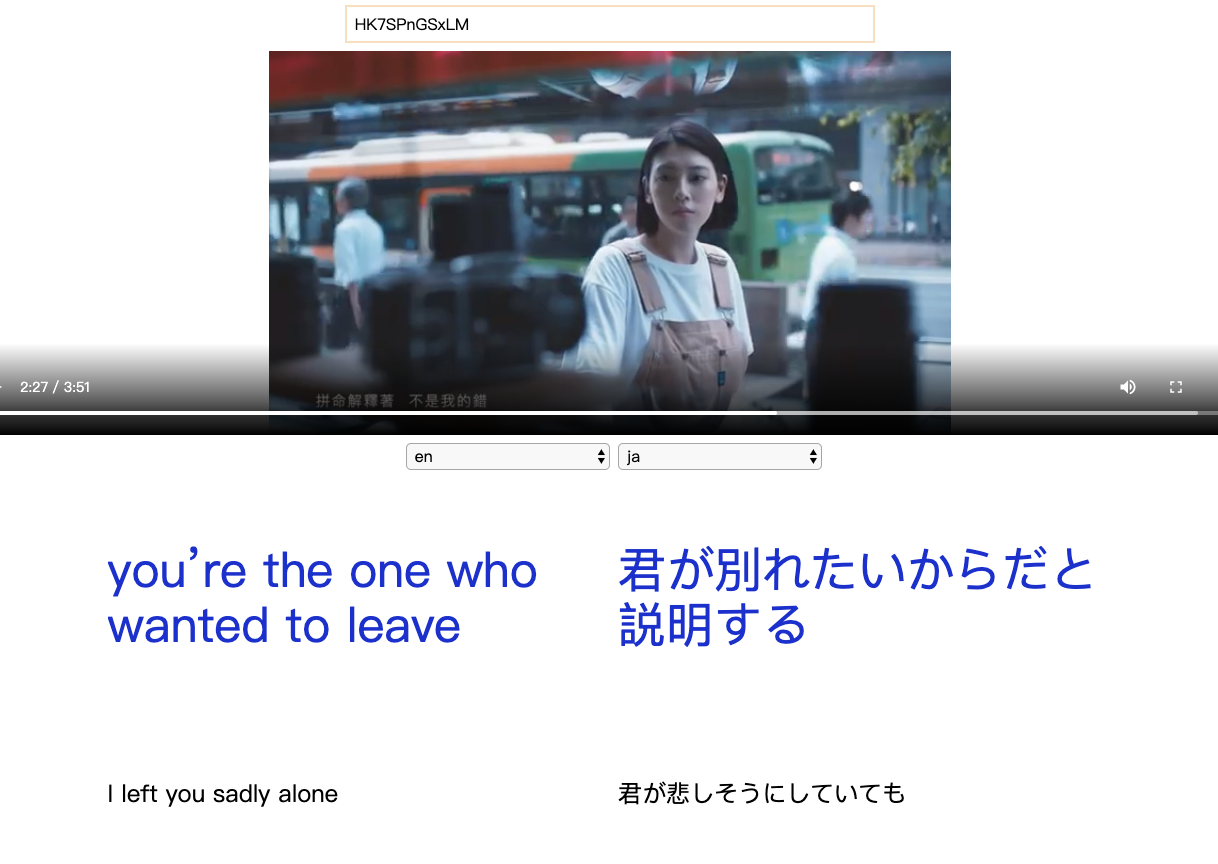 HK7SPnGSxLM
2:27 / 3:51
拼命解釋著 不是我的錯
en
ja
you’re the one who
wanted to leave
君が別れたいからだと
説明する
I left you sadly alone
君が悲しそうにしていても